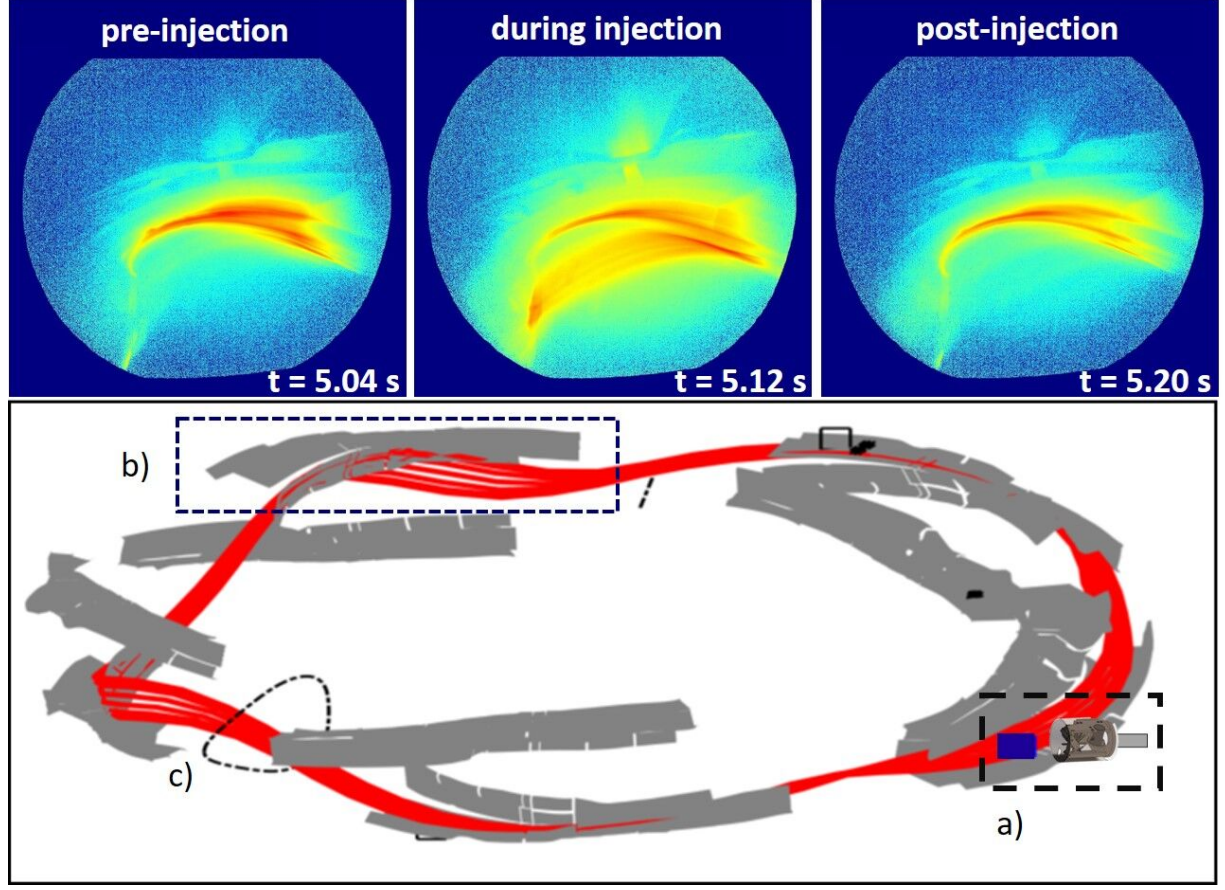 pre-injection
during injection
post-injection
t = 5.04 s
t = 5.12 s
t = 5.20 s
b)
c)
a)